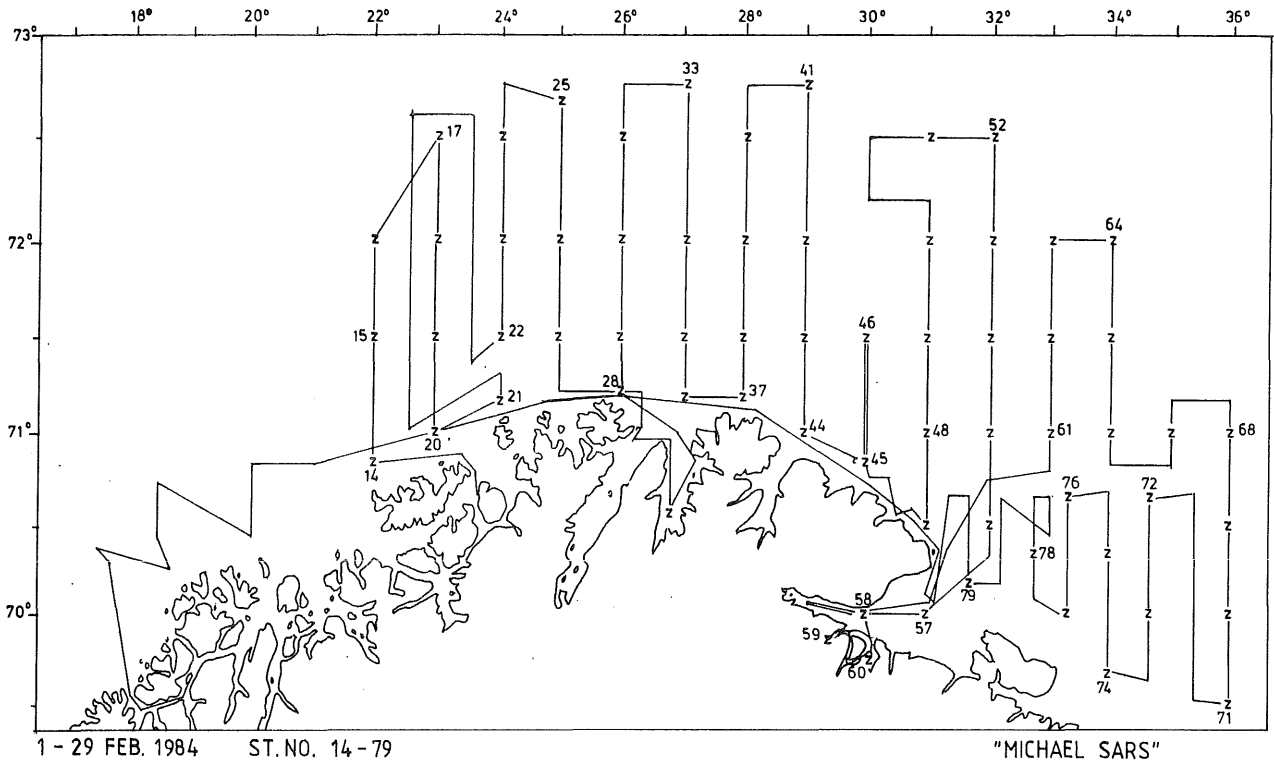 18° 20° 22° 24° 26° 28° 30° 32° 34° 36°
73°
33 41
25
17 z z z
z z z z z z 52
72° z z z z z z z z z z z 64
15 z z z z 22 z z z z z 46 z z z z
28 z
z 21 z z 37
71° z 20 z 44 z 48 z z 61 z z z 68
z 14 z 45
z z z z 76 z 72 z
z 78 z
z 79
70° 58 z z 57 z z z
59 z
z 60 z
z 74
z 71
1 - 29 FEB. 1984 ST. NO. 14 - 79 "MICHAEL SARS"